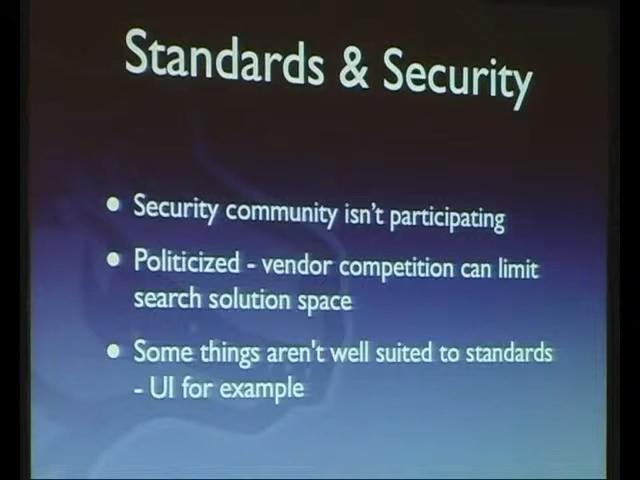 Standards & Security
• Security community isn't participating
• Politicized - vendor competition can limit
search solution space
• Some things aren't well suited to standards
- UI for example